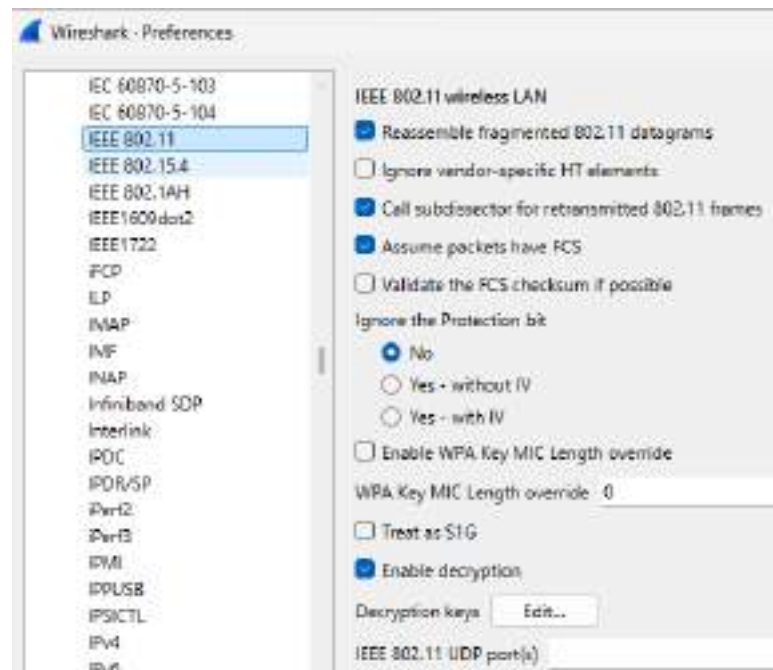 Wireshark · Preferences
IEC 60870-5-103
IEC 60870-5-104
IEEE 802.11
IEEE 802.15.4
IEEE 802.1AH
IEEE1609dot2
IEEE1722
iFCP
ILP
IMAP
IMF
INAP
Infiniband SDP
Interlink
IPDC
IPDR/SP
iPerf2
iPerf3
IPMI
IPPUSB
IPSICTL
IPv4
IPv6
IEEE 802.11 wireless LAN
Reassemble fragmented 802.11 datagrams
Ignore vendor-specific HT elements
Call subdissector for retransmitted 802.11 frames
Assume packets have FCS
Validate the FCS checksum if possible
Ignore the Protection bit
No
Yes - without IV
Yes - with IV
Enable WPA Key MIC Length override
WPA Key MIC Length override 0
Treat as S1G
Enable decryption
Decryption keys Edit...
IEEE 802.11 UDP port(s)